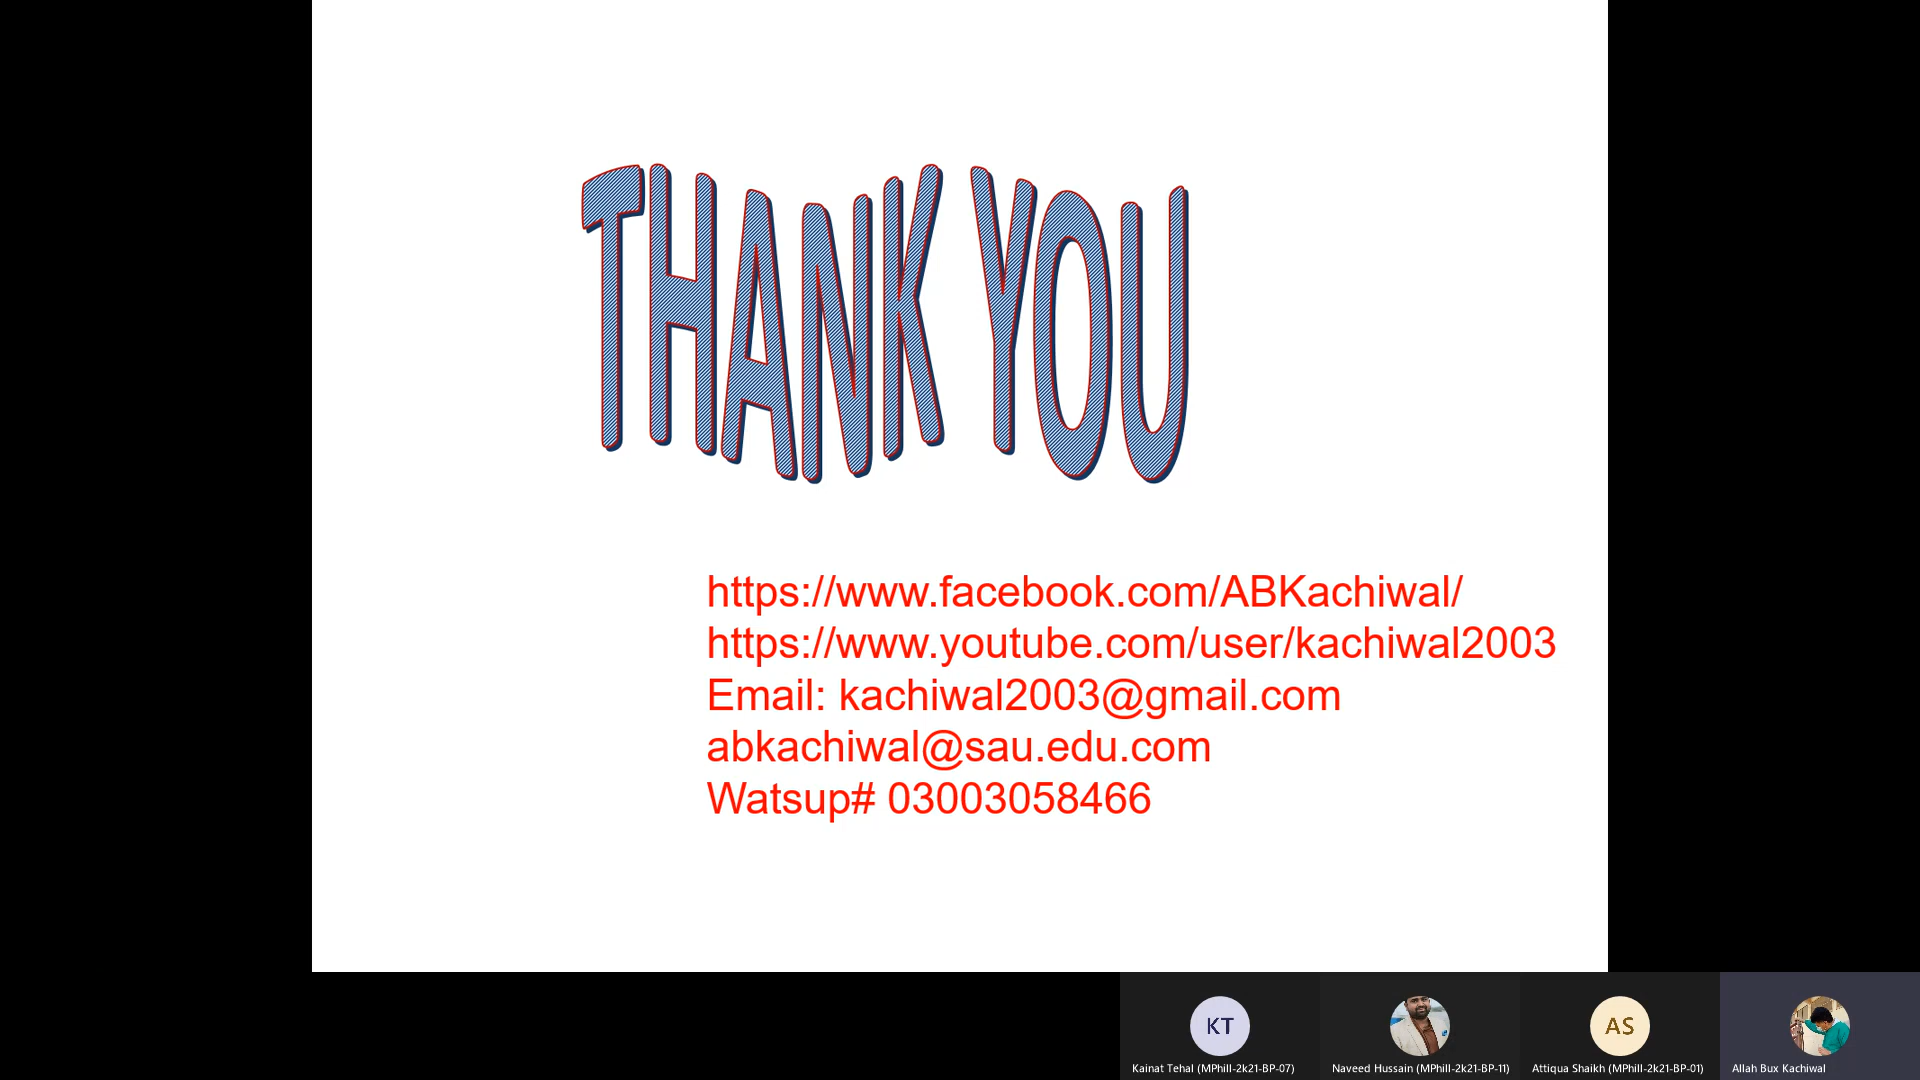 THANK YOU
https://www.facebook.com/ABKachiwal/
https://www.youtube.com/user/kachiwal2003
Email: kachiwal2003@gmail.com
abkachiwal@sau.edu.com
Watsup# 03003058466
KT
AS
Kainat Tehal (MPhill-2k21-BP-07)
Naveed Hussain (MPhill-2k21-BP-11)
Attiqua Shaikh (MPhill-2k21-BP-01)
Allah Bux Kachiwal